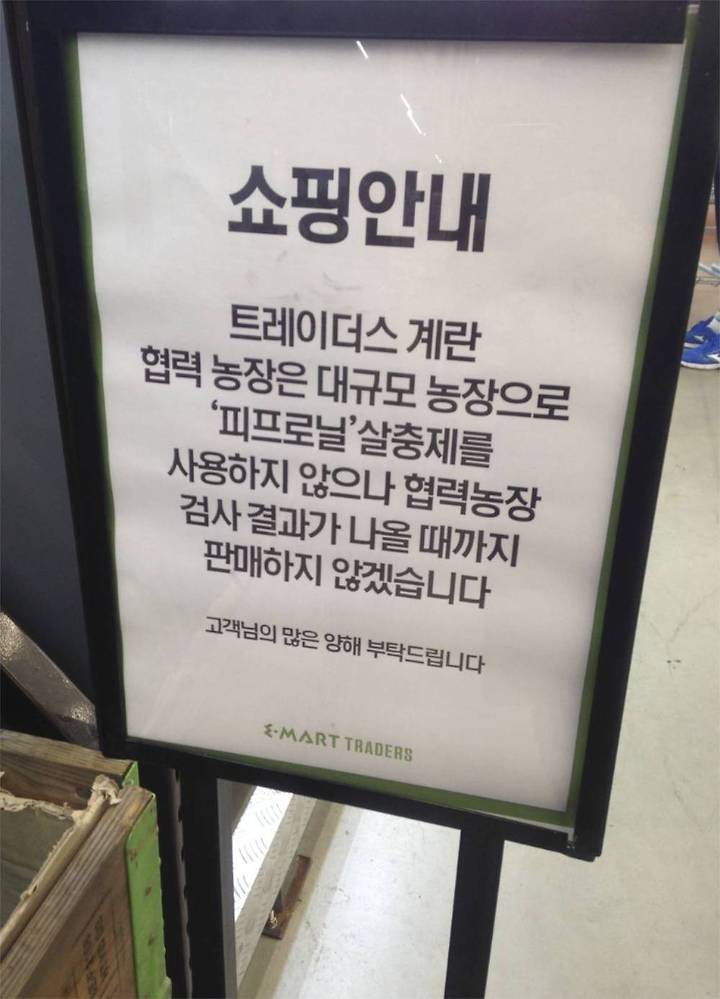 쇼핑안내
트레이더스 계란
협력 농장은 대규모 농장으로
‘피프로닐’살충제를
사용하지 않으나 협력농장
검사 결과가 나올 때까지
판매하지 않겠습니다
고객님의 많은 양해 부탁드립니다
E·MART TRADERS